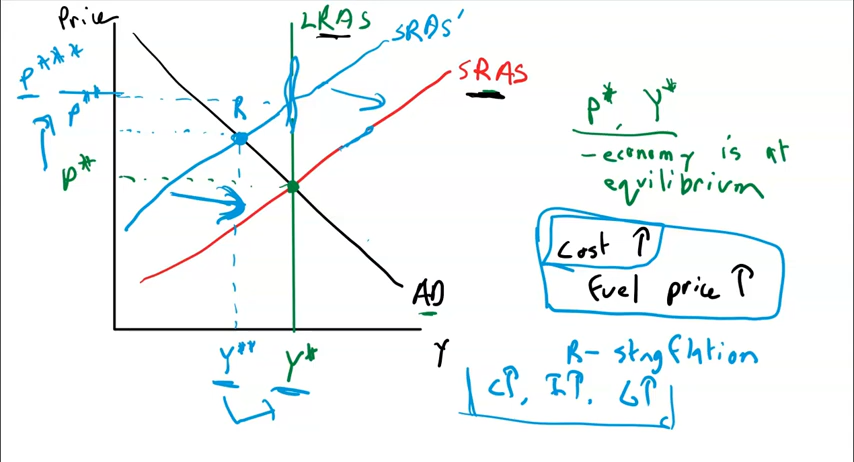 Price
LRAS
SRAS'
SRAS
P***
P**
R
P*
P* , Y*
- economy is at
equilibrium
Cost ↑
Fuel price ↑
AD
Y
Y** Y*
R - stagflation
C↑, I↑, G↑